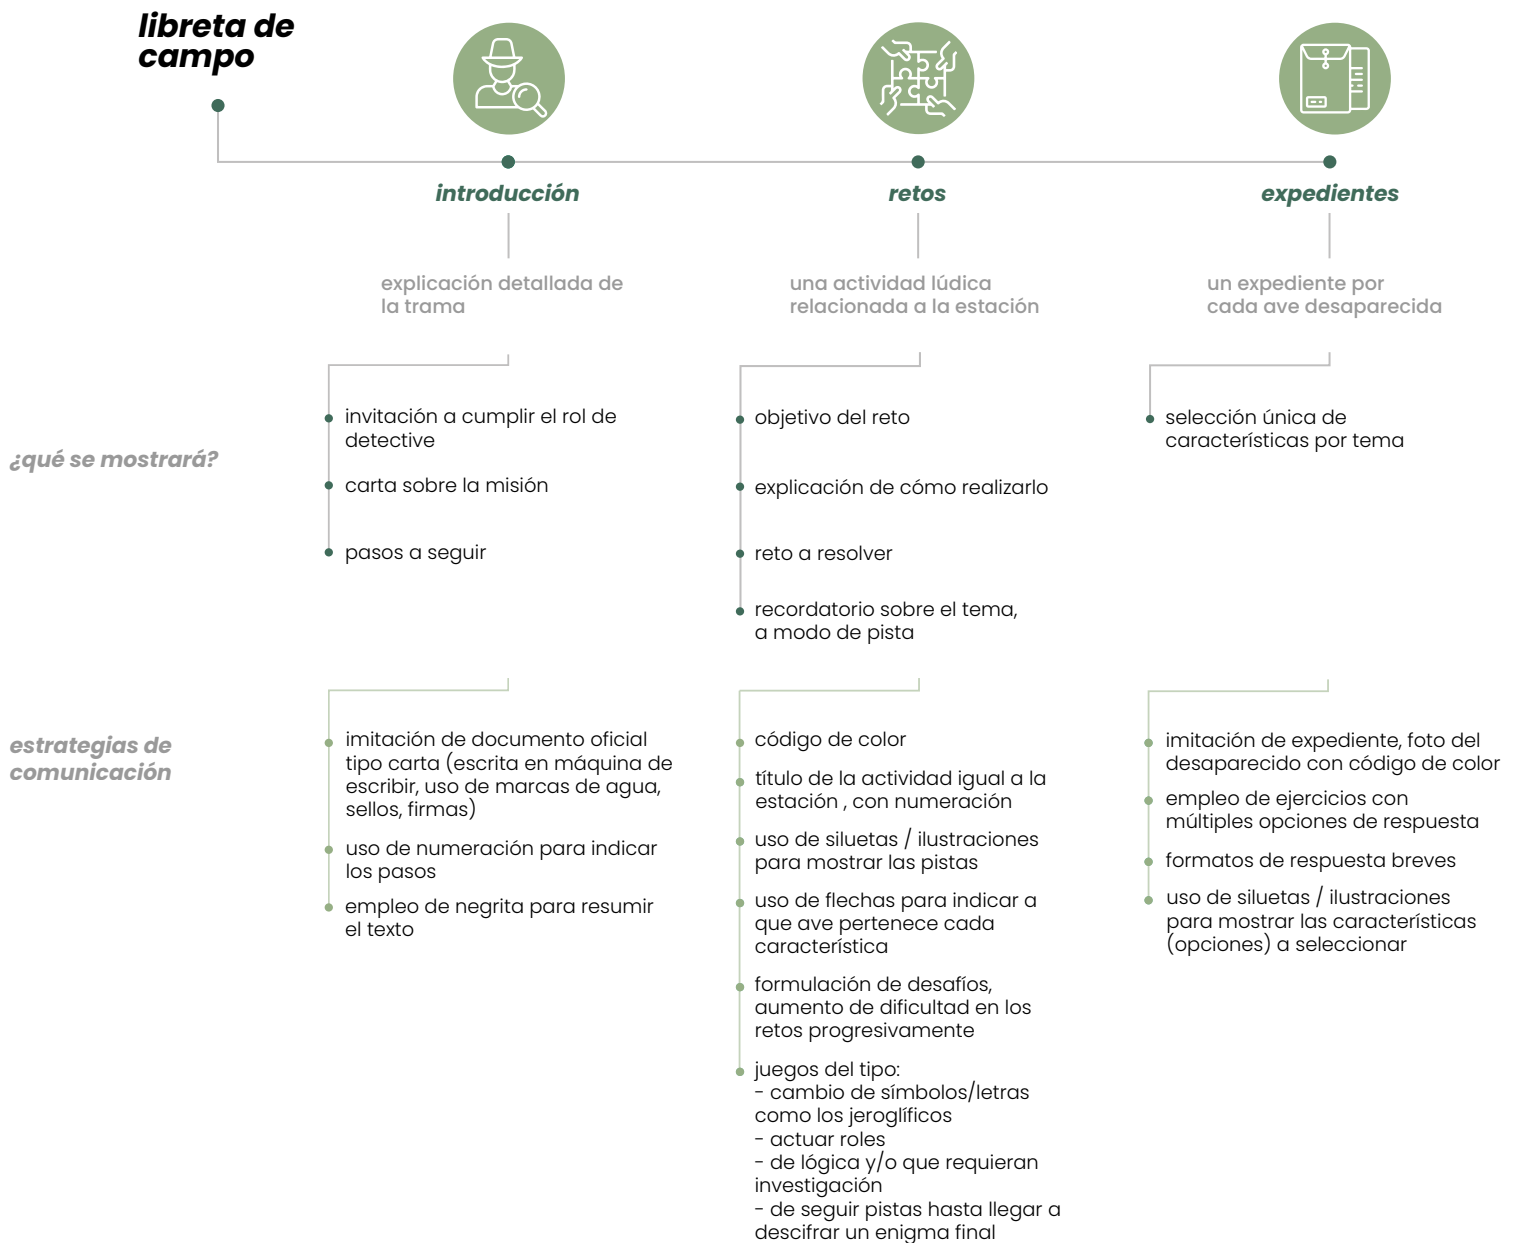 libreta de
campo
introducción
retos
expedientes
explicación detallada de
la trama
una actividad lúdica
relacionada a la estación
un expediente por
cada ave desaparecida
¿qué se mostrará?
invitación a cumplir el rol de
detective
carta sobre la misión
pasos a seguir
objetivo del reto
explicación de cómo realizarlo
reto a resolver
recordatorio sobre el tema,
a modo de pista
selección única de
características por tema
estrategias de
comunicación
imitación de documento oficial
tipo carta (escrita en máquina de
escribir, uso de marcas de agua,
sellos, firmas)
uso de numeración para indicar
los pasos
empleo de negrita para resumir
el texto
código de color
título de la actividad igual a la
estación , con numeración
uso de siluetas / ilustraciones
para mostrar las pistas
uso de flechas para indicar a
que ave pertenece cada
característica
formulación de desafíos,
aumento de dificultad en los
retos progresivamente
juegos del tipo:
- cambio de símbolos/letras
como los jeroglíficos
- actuar roles
- de lógica y/o que requieran
investigación
- de seguir pistas hasta llegar a
descifrar un enigma final
imitación de expediente, foto del
desaparecido con código de color
empleo de ejercicios con
múltiples opciones de respuesta
formatos de respuesta breves
uso de siluetas / ilustraciones
para mostrar las características
(opciones) a seleccionar